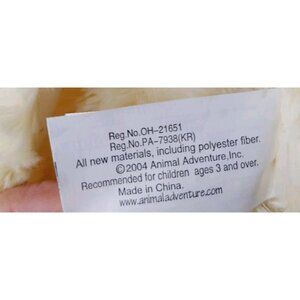 Reg.No.OH-21651
Reg.No.PA-7938(KR)
All new materials, including polyester fiber.
©2004 Animal Adventure,Inc.
Recommended for children ages 3 and over.
Made in China.
www.animaladventure.com